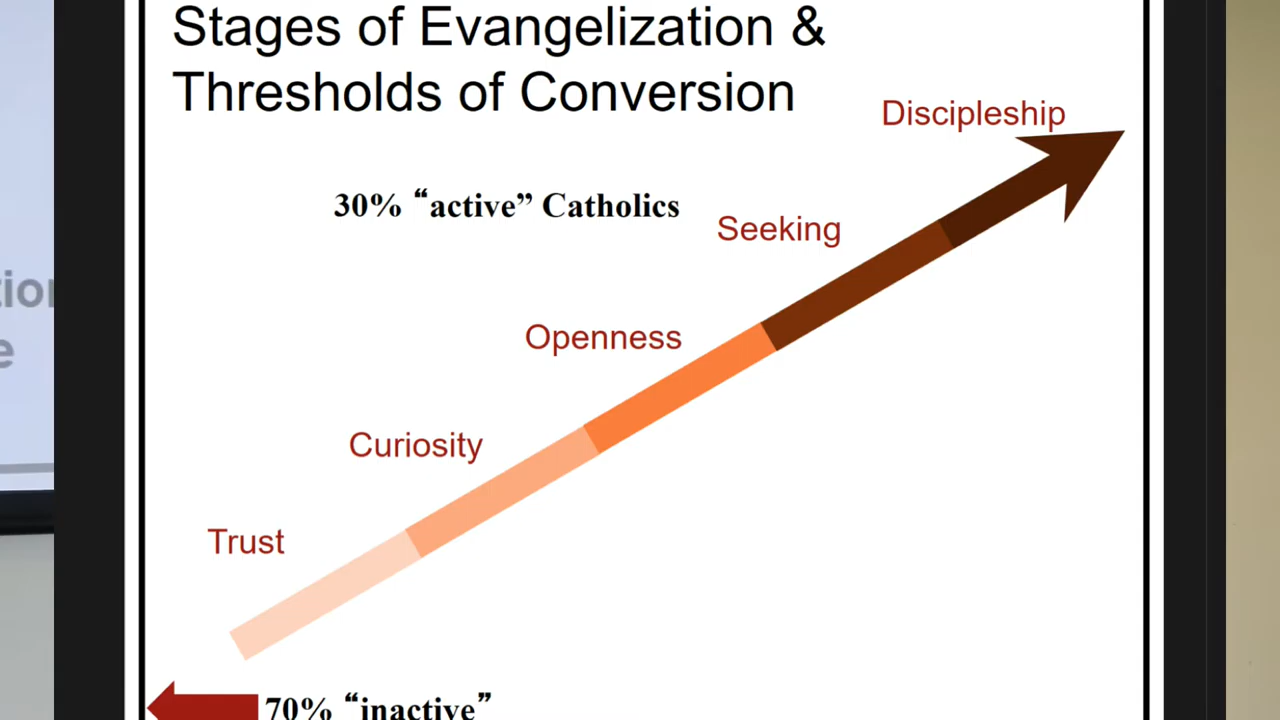 Stages of Evangelization &
Thresholds of Conversion
Discipleship
30% “active” Catholics
Seeking
Openness
Curiosity
Trust
70% “inactive”